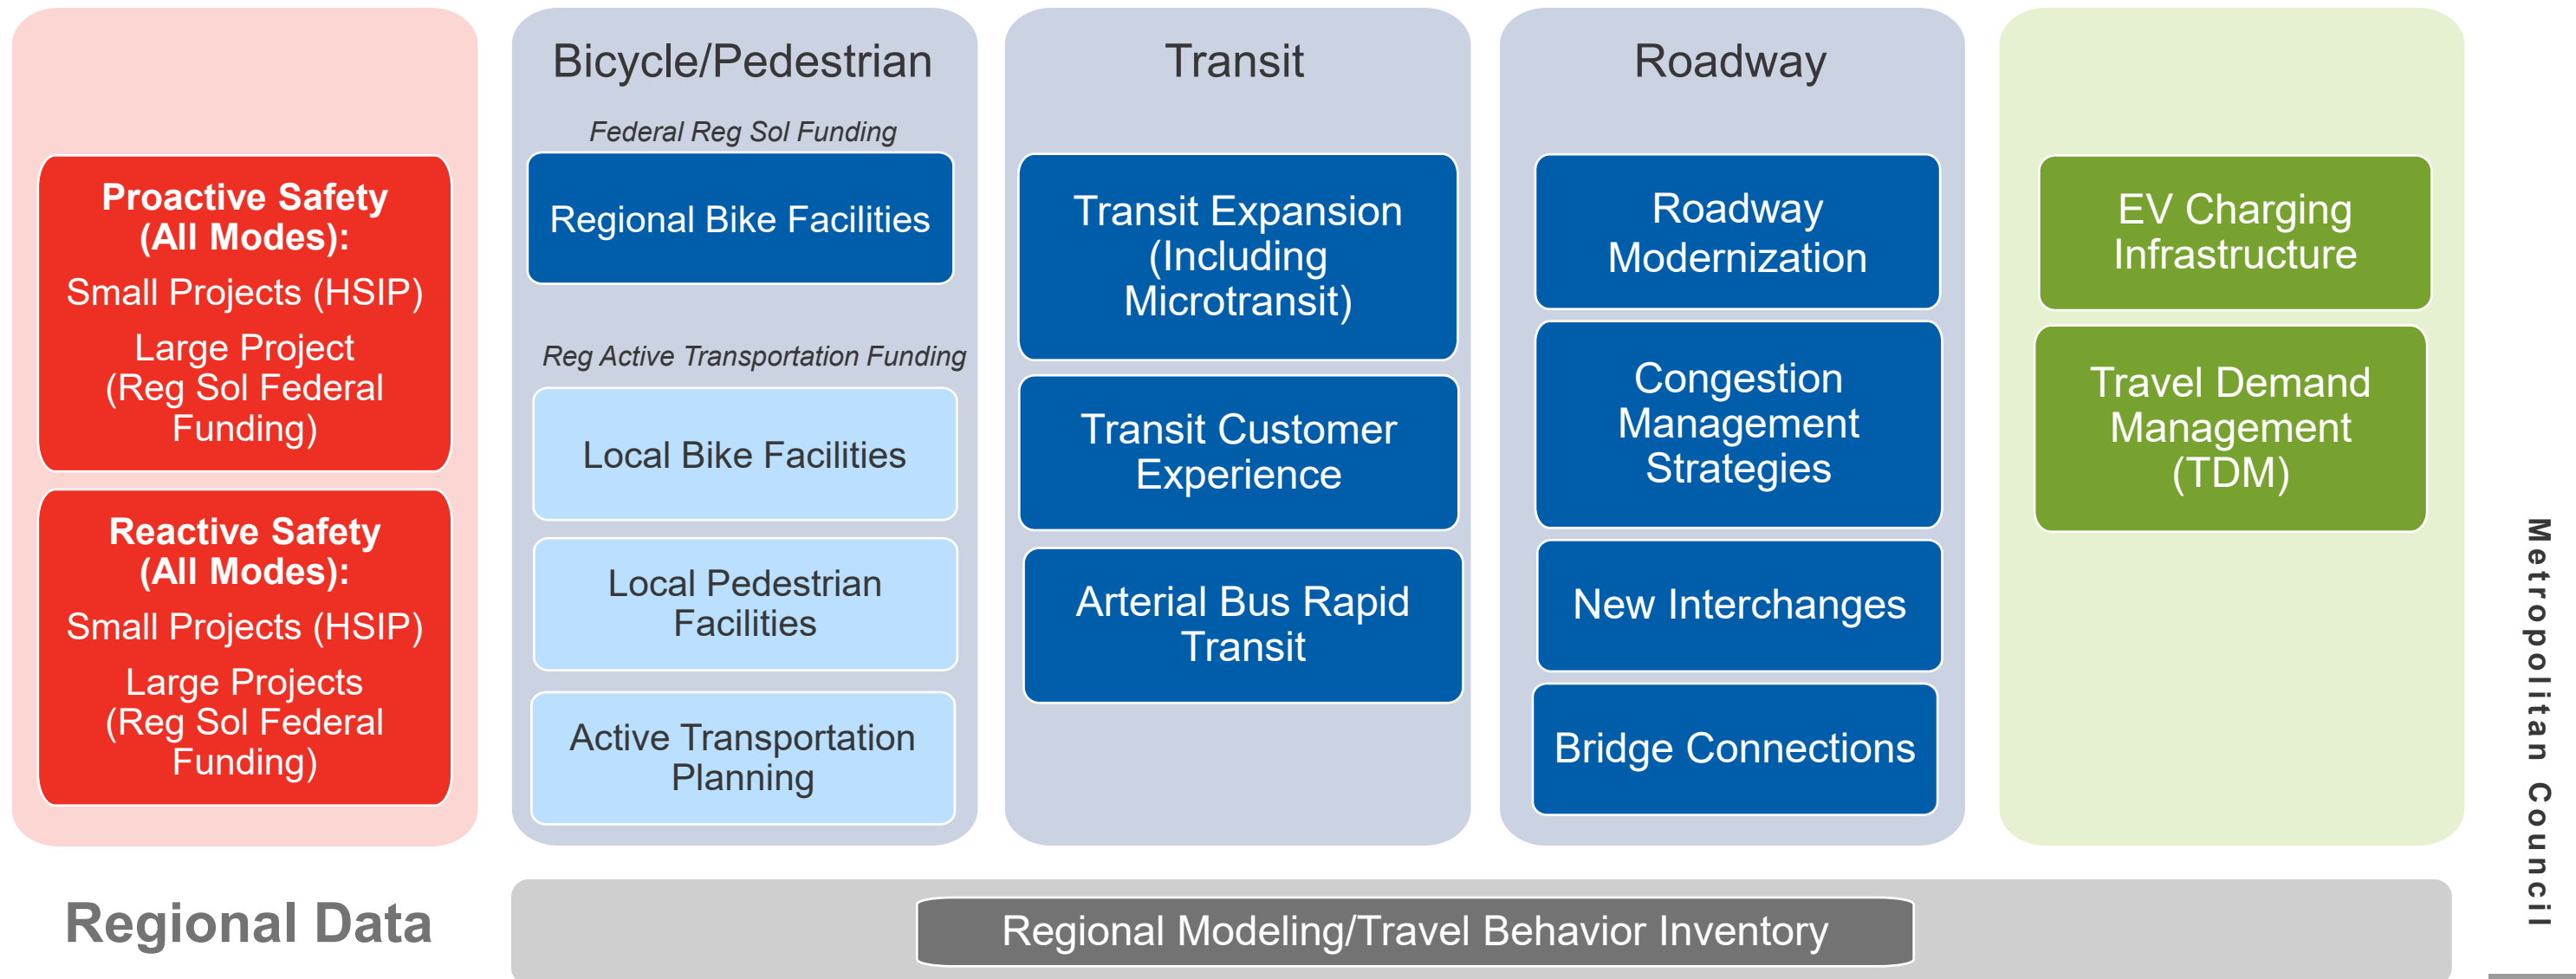 Proactive Safety
(All Modes):
Small Projects (HSIP)
Large Project
(Reg Sol Federal
Funding)
Reactive Safety
(All Modes):
Small Projects (HSIP)
Large Projects
(Reg Sol Federal
Funding)
Bicycle/Pedestrian
Federal Reg Sol Funding
Regional Bike Facilities
Reg Active Transportation Funding
Local Bike Facilities
Local Pedestrian
Facilities
Active Transportation
Planning
Transit
Transit Expansion
(Including
Microtransit)
Transit Customer
Experience
Arterial Bus Rapid
Transit
Roadway
Roadway
Modernization
Congestion
Management
Strategies
New Interchanges
Bridge Connections
EV Charging
Infrastructure
Travel Demand
Management
(TDM)
Metropolitan Council
Regional Data
Regional Modeling/Travel Behavior Inventory